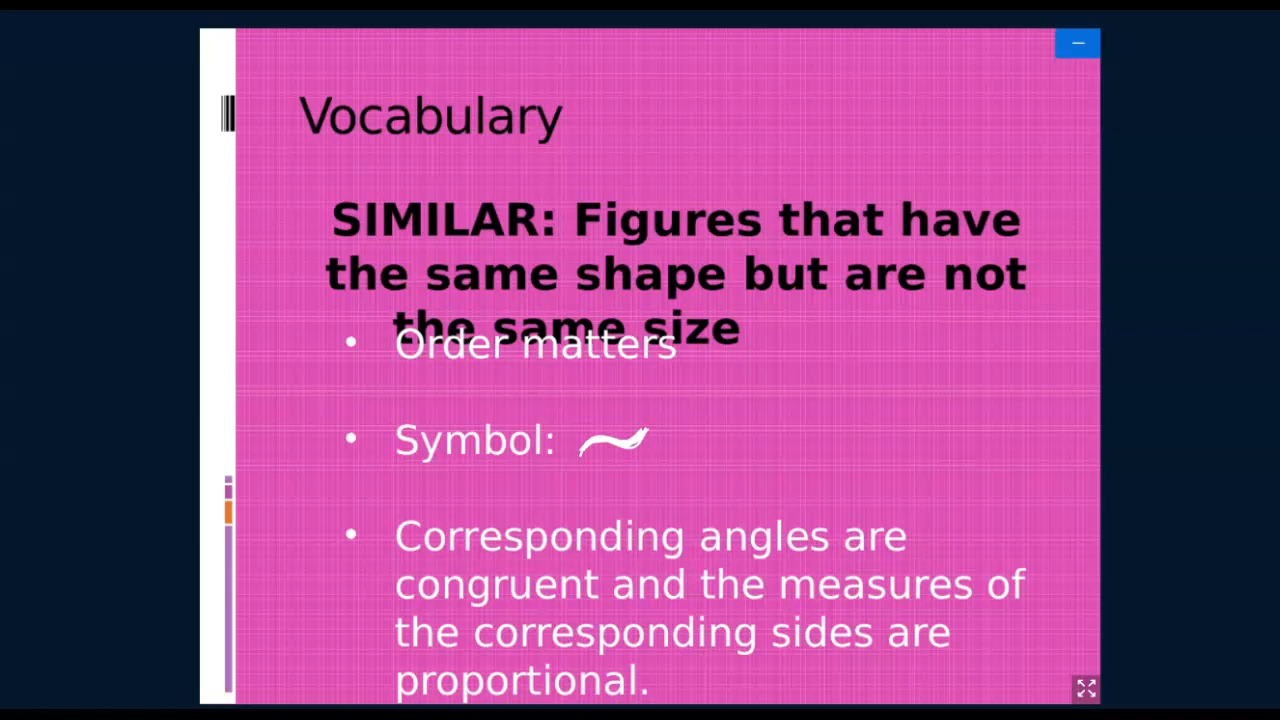 Vocabulary
SIMILAR: Figures that have
the same shape but are not
the same size
• Order matters
• Symbol: ~
• Corresponding angles are
congruent and the measures of
the corresponding sides are
proportional.